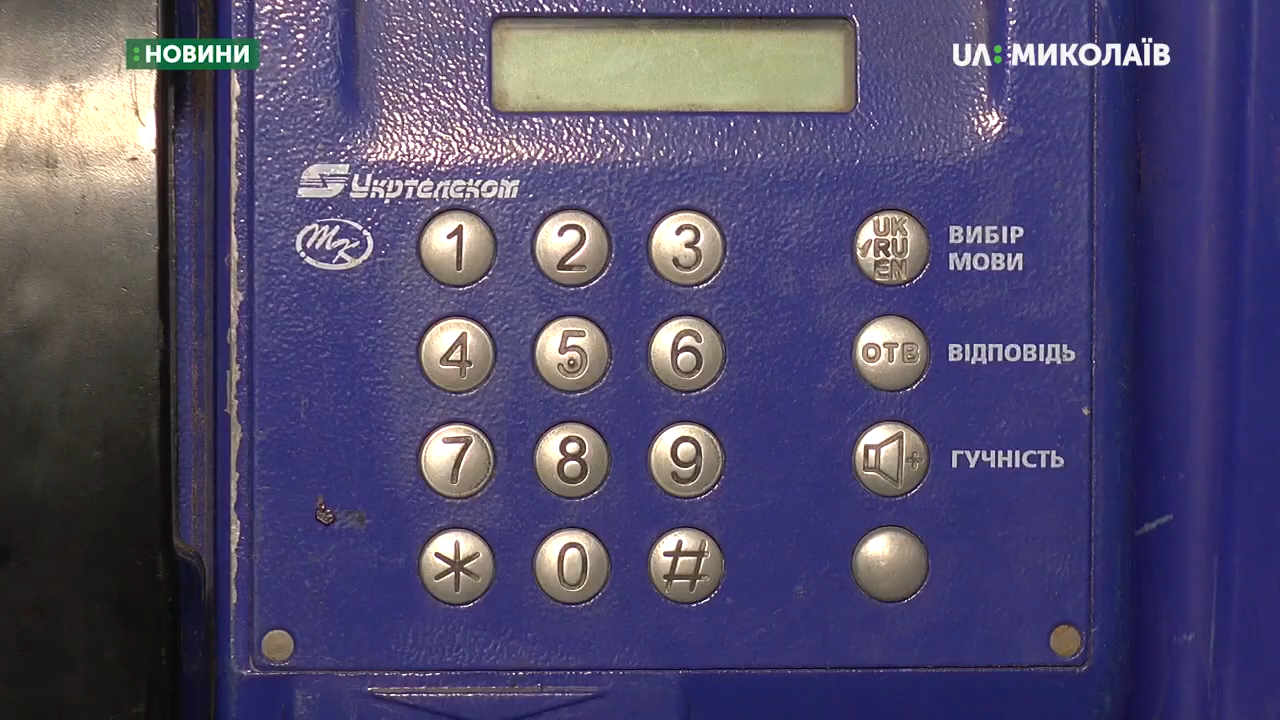 НОВИНИ
UA: МИКОЛАЇВ
Укртелеком
МК
1 2 3
UK
RU
EN
ВИБІР
МОВИ
4 5 6
ОТВ
ВІДПОВІДЬ
7 8 9
+
ГУЧНІСТЬ
* 0 #